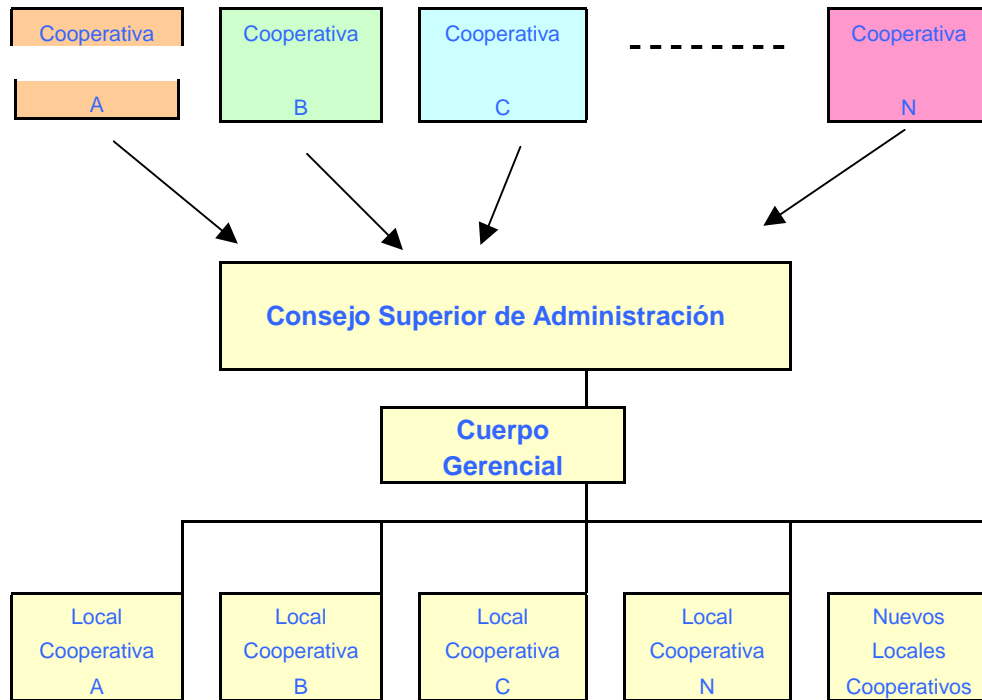 Cooperativa
A
Cooperativa
B
Cooperativa
C
Cooperativa
N
Consejo Superior de Administración
Cuerpo
Gerencial
Local
Cooperativa
A
Local
Cooperativa
B
Local
Cooperativa
C
Local
Cooperativa
N
Nuevos
Locales
Cooperativos